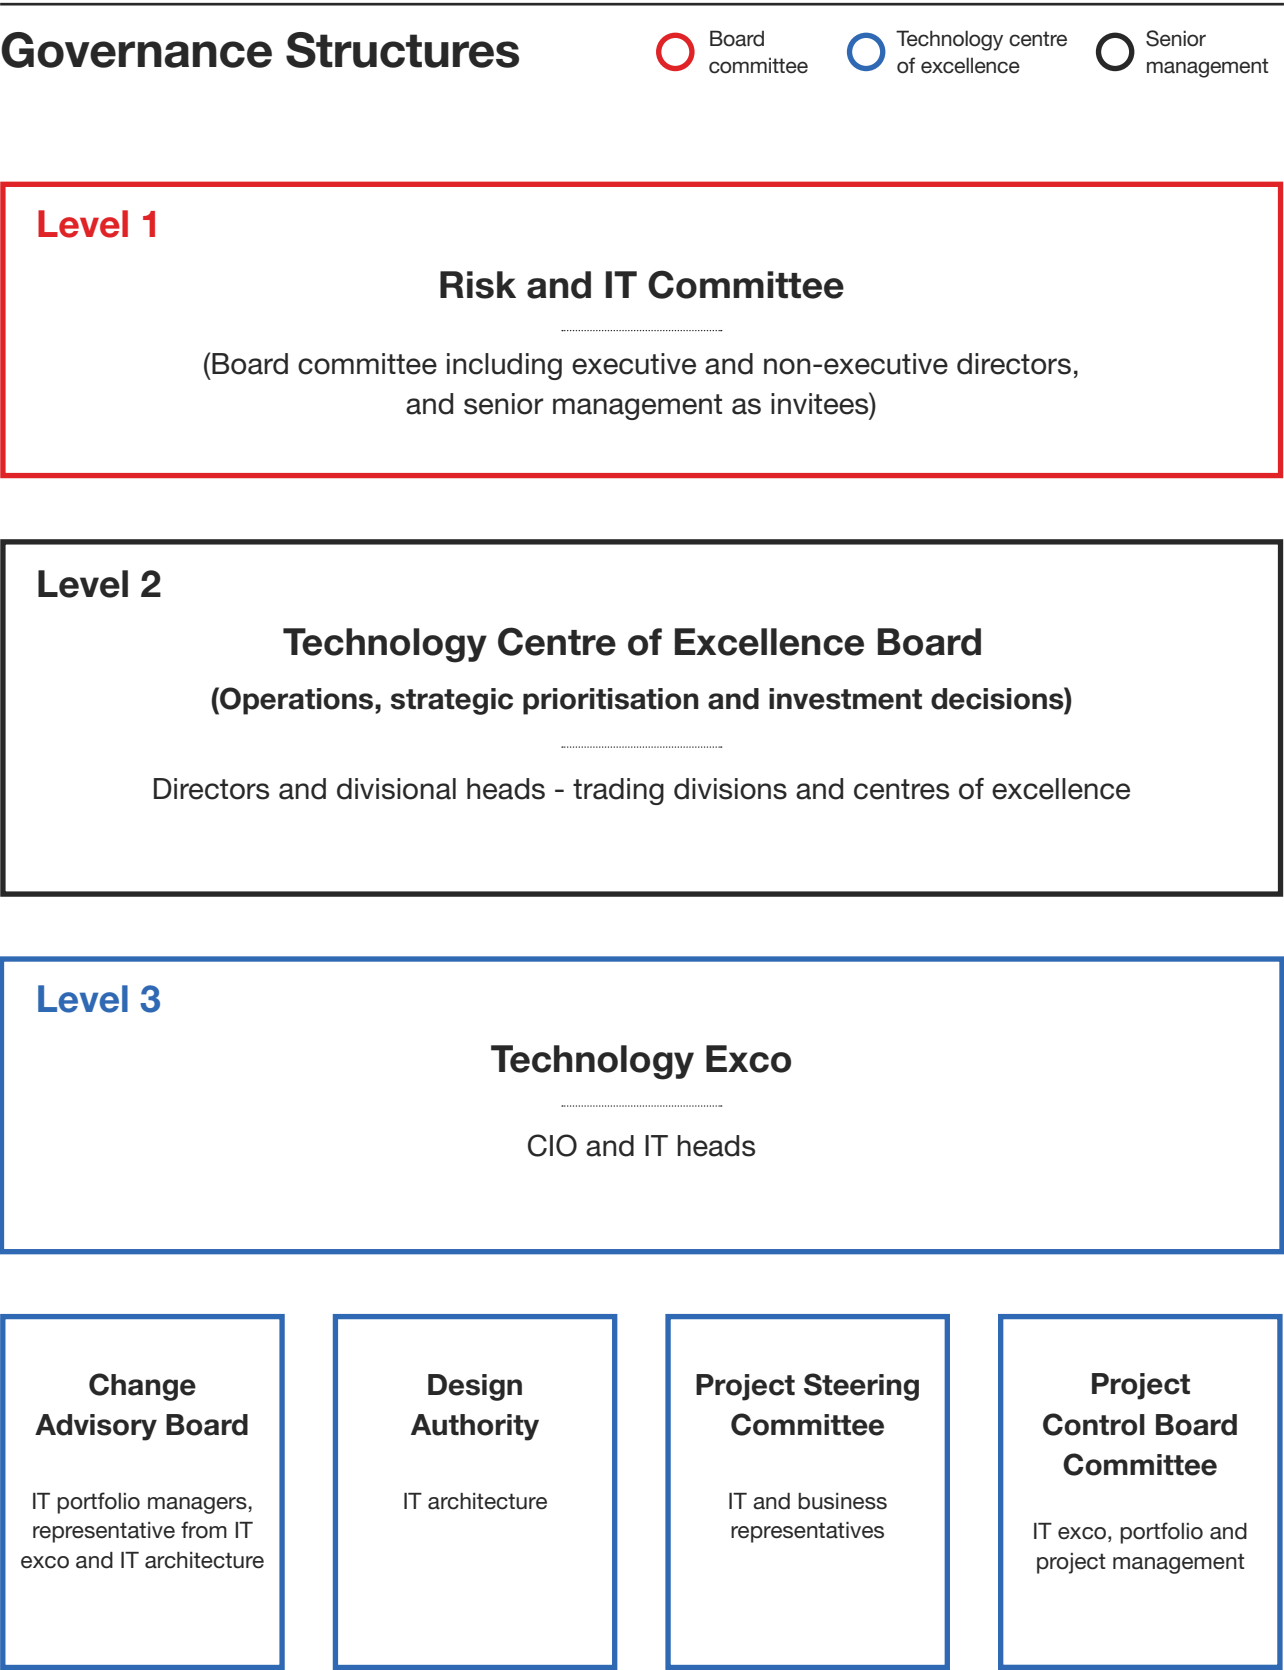 Governance Structures
Board
committee
Technology centre
of excellence
Senior
management
Level 1
Risk and IT Committee
(Board committee including executive and non-executive directors,
and senior management as invitees)
Level 2
Technology Centre of Excellence Board
(Operations, strategic prioritisation and investment decisions)
Directors and divisional heads - trading divisions and centres of excellence
Level 3
Technology Exco
CIO and IT heads
Change
Advisory Board
IT portfolio managers,
representative from IT
exco and IT architecture
Design
Authority
IT architecture
Project Steering
Committee
IT and business
representatives
Project
Control Board
Committee
IT exco, portfolio and
project management